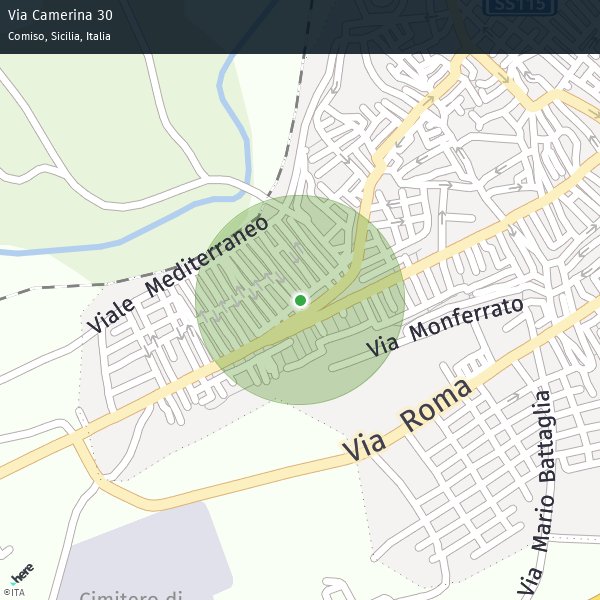 Via Camerina 30
SS115
Comiso, Sicilia, Italia
Viale Mediterraneo
Via Monferrato
Via Roma
Via Mario Battaglia
Cimitero di
here
©ITA